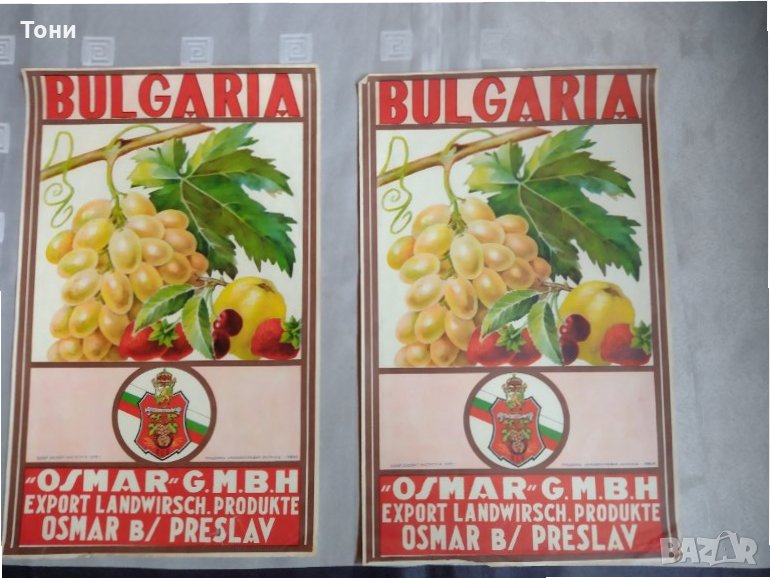 Тони
BULGARIA
"OSMAR" G.M.B.H
EXPORT LANDWIRSCH. PRODUKTE
OSMAR B/ PRESLAV
BULGARIA
"OSMAR" G.M.B.H
EXPORT LANDWIRSCH. PRODUKTE
OSMAR B/ PRESLAV
BAZAR